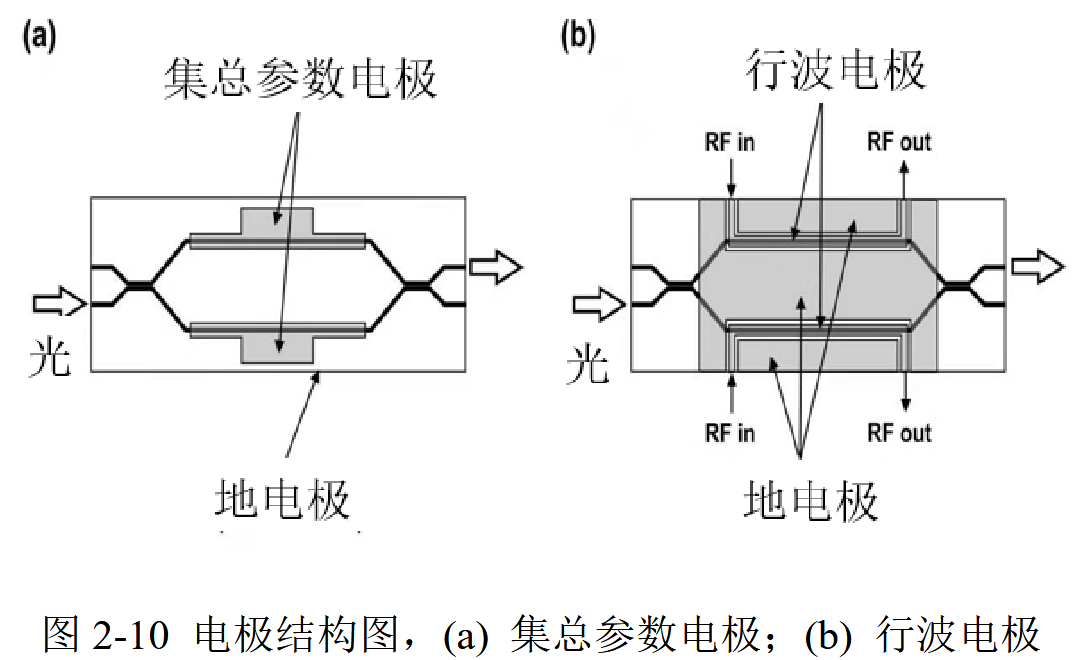 (a)
集总参数电极
光
地电极
(b)
行波电极
RF in
RF out
光
RF in
RF out
地电极
图 2-10 电极结构图，(a) 集总参数电极；(b) 行波电极